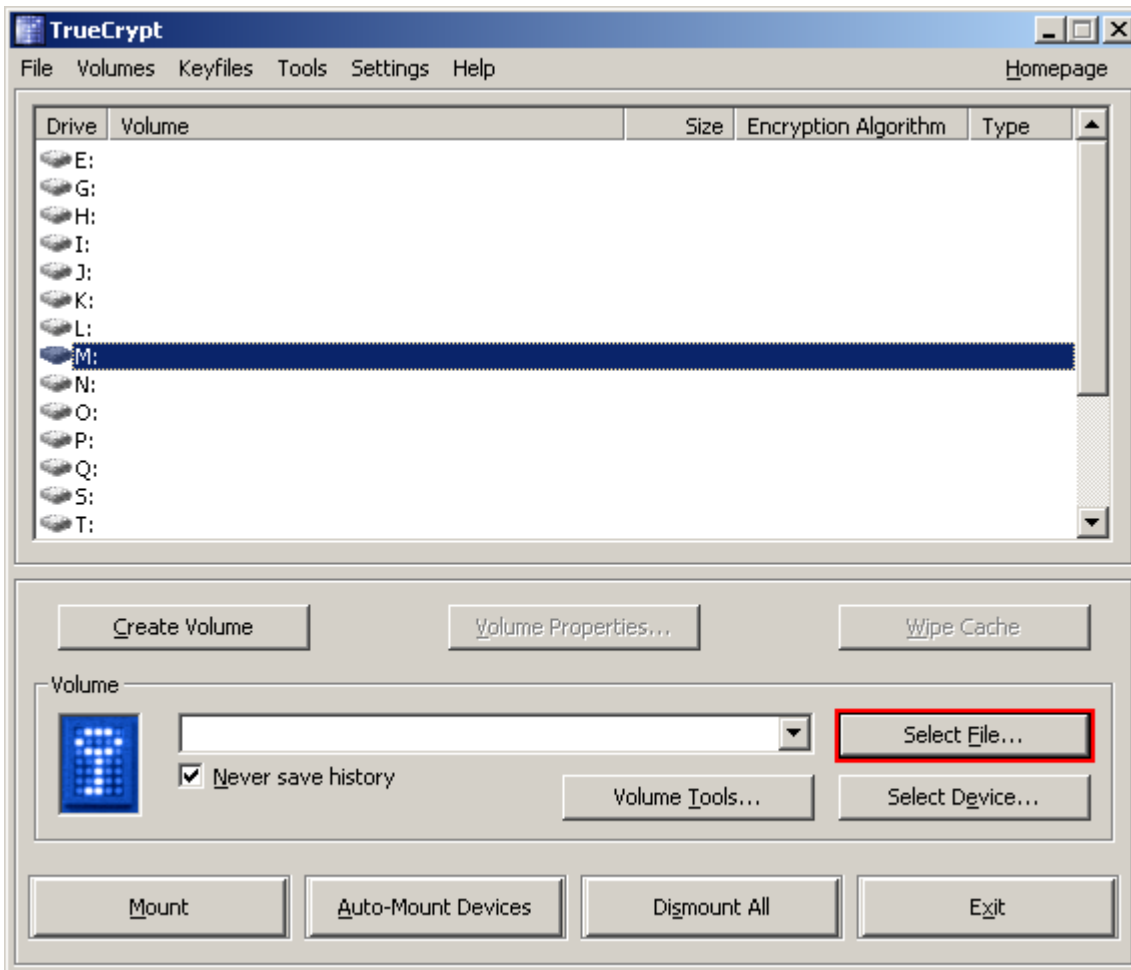 TrueCrypt
File Volumes Keyfiles Tools Settings Help Homepage
Drive Volume Size Encryption Algorithm Type
E:
G:
H:
I:
J:
K:
L:
M:
N:
O:
P:
Q:
S:
T:
Create Volume Volume Properties... Wipe Cache
Volume
Select File...
Never save history
Volume Tools... Select Device...
Mount Auto-Mount Devices Dismount All Exit